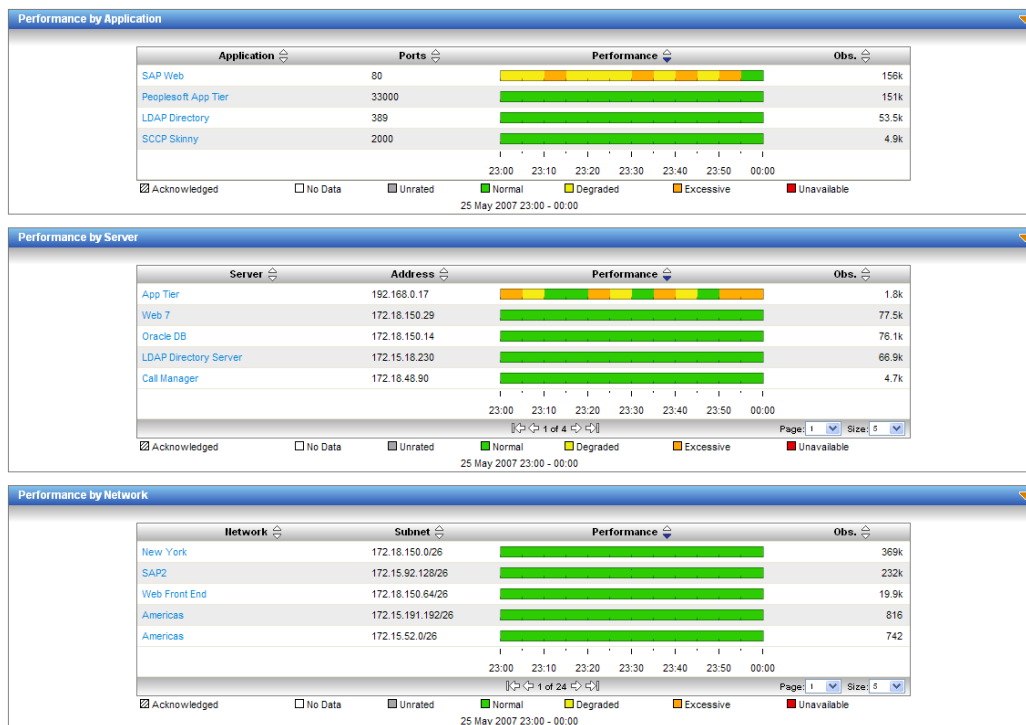 Performance by Application
Application Ports Performance Obs.
SAP Web 80 156k
Peoplesoft App Tier 33000 151k
LDAP Directory 389 53.5k
SCCP Skinny 2000 4.9k
23:00 23:10 23:20 23:30 23:40 23:50 00:00
Acknowledged No Data Unrated Normal Degraded Excessive Unavailable
25 May 2007 23:00 - 00:00
Performance by Server
Server Address Performance Obs.
App Tier 192.168.0.17 1.8k
Web 7 172.18.150.29 77.5k
Oracle DB 172.18.150.14 76.1k
LDAP Directory Server 172.15.18.230 66.9k
Call Manager 172.18.48.90 4.7k
23:00 23:10 23:20 23:30 23:40 23:50 00:00
1 of 4 Page: 1 Size: 5
Acknowledged No Data Unrated Normal Degraded Excessive Unavailable
25 May 2007 23:00 - 00:00
Performance by Network
Network Subnet Performance Obs.
New York 172.18.150.0/26 369k
SAP2 172.15.92.128/26 232k
Web Front End 172.18.150.64/26 19.9k
Americas 172.15.191.192/26 816
Americas 172.15.52.0/26 742
23:00 23:10 23:20 23:30 23:40 23:50 00:00
1 of 24 Page: 1 Size: 5
Acknowledged No Data Unrated Normal Degraded Excessive Unavailable
25 May 2007 23:00 - 00:00